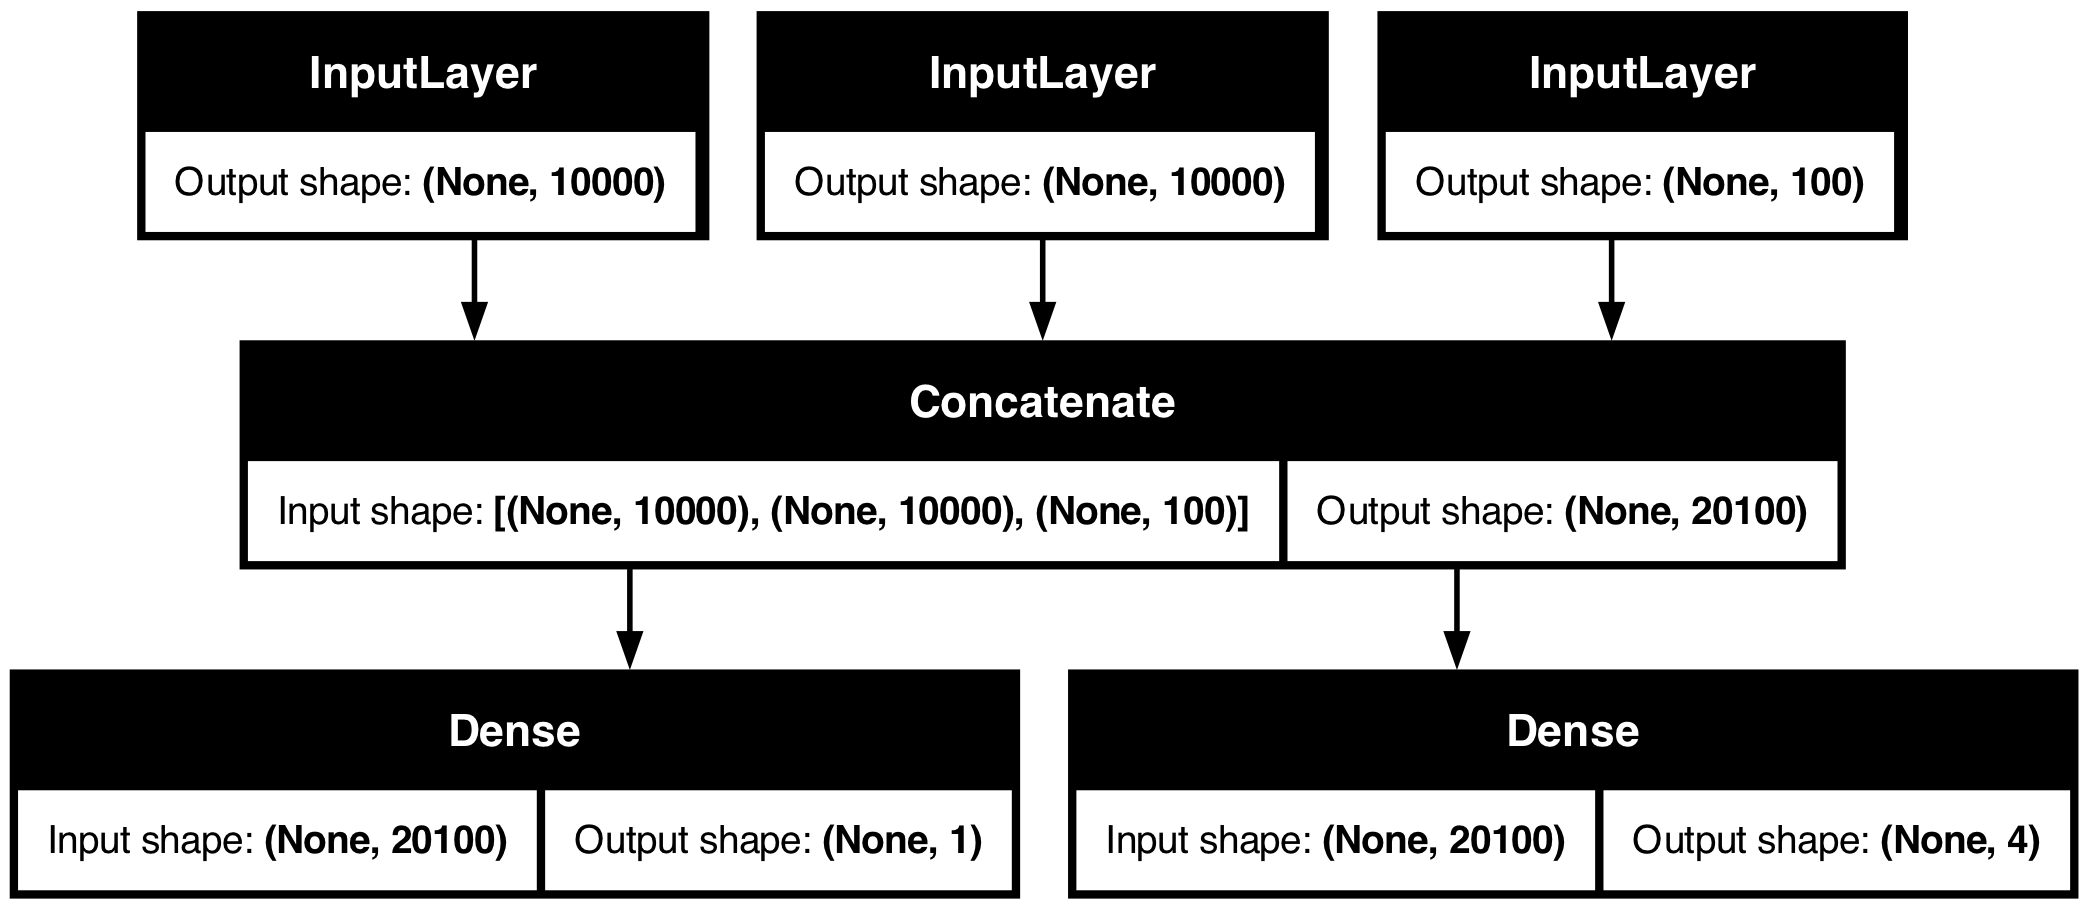 InputLayer
InputLayer
InputLayer
Output shape: (None, 10000)
Output shape: (None, 10000)
Output shape: (None, 100)
Concatenate
Input shape: [(None, 10000), (None, 10000), (None, 100)]
Output shape: (None, 20100)
Dense
Dense
Input shape: (None, 20100)
Output shape: (None, 1)
Input shape: (None, 20100)
Output shape: (None, 4)